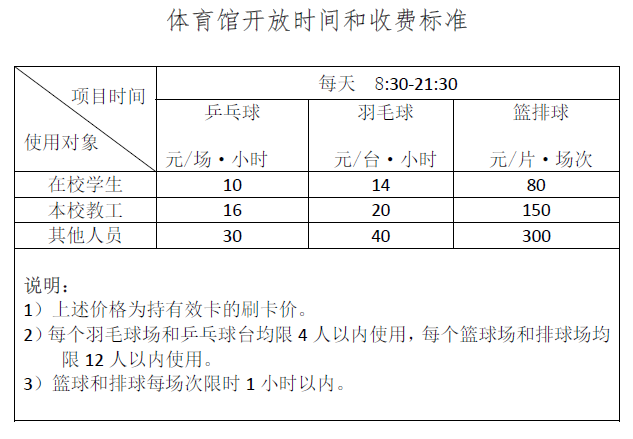 体育馆开放时间和收费标准
项目时间
使用对象
每天 8:30-21:30
乒乓球 羽毛球 篮排球
元/场·小时 元/台·小时 元/片·场次
在校学生 10 14 80
本校教工 16 20 150
其他人员 30 40 300
说明：
1）上述价格为持有效卡的刷卡价。
2）每个羽毛球场和乒乓球台均限 4 人以内使用，每个篮球场和排球场均
限 12 人以内使用。
3）篮球和排球每场次限时 1 小时以内。